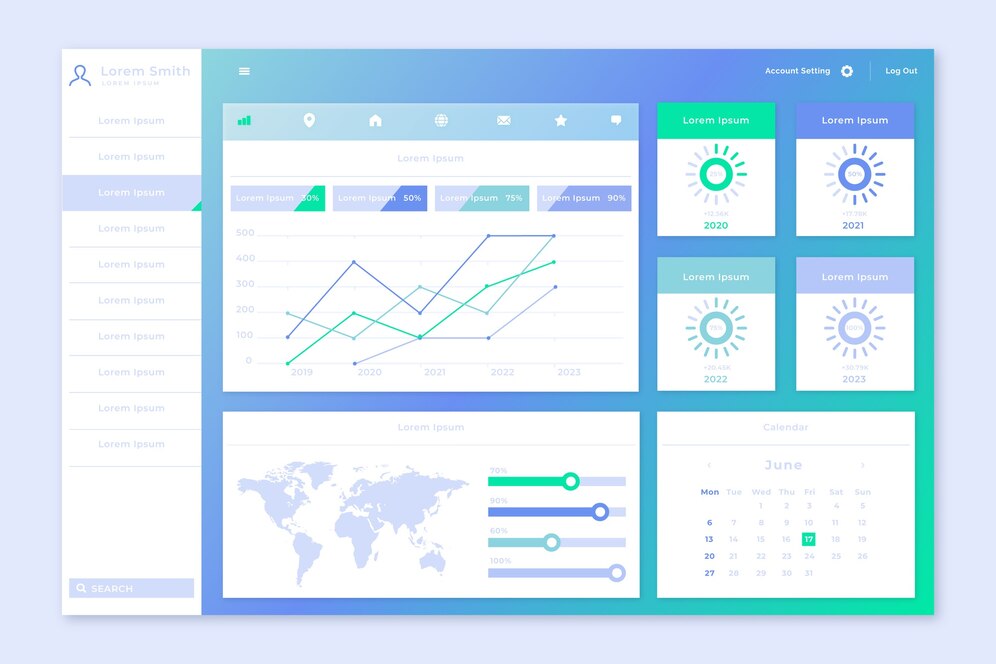 Lorem Smith
LOREM IPSUM
Lorem Ipsum
Lorem Ipsum
Lorem Ipsum
Lorem Ipsum
Lorem Ipsum
Lorem Ipsum
Lorem Ipsum
Lorem Ipsum
Lorem Ipsum
Lorem Ipsum
SEARCH
Account Setting Log Out
Lorem Ipsum
Lorem Ipsum 30% Lorem Ipsum 50% Lorem Ipsum 75% Lorem Ipsum 90%
500
400
300
200
100
0
2019 2020 2021 2022 2023
Lorem Ipsum
75%
+12.36K
2020
Lorem Ipsum
50%
+17.78K
2021
Lorem Ipsum
75%
+20.45K
2022
Lorem Ipsum
100%
+30.79K
2023
Lorem Ipsum
70%
90%
60%
100%
Calendar
‹ June ›
Mon Tue Wed Thu Fri Sat Sun
1 2 3 4 5
6 7 8 9 10 11 12
13 14 15 16 17 18 19
20 21 22 23 24 25 26
27 28 29 30 31